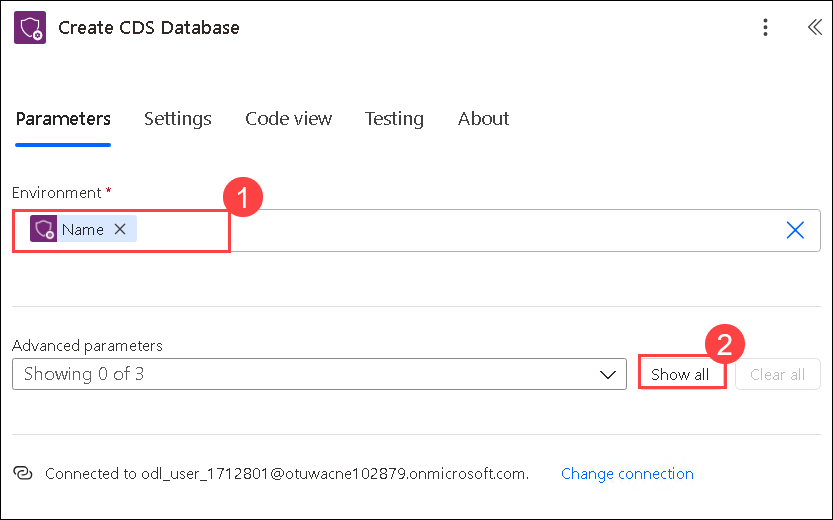 Create CDS Database
Parameters Settings Code view Testing About
Environment *
1
Name
2
Advanced parameters
Showing 0 of 3 Show all Clear all
Connected to odl_user_1712801@otuwacne102879.onmicrosoft.com. Change connection